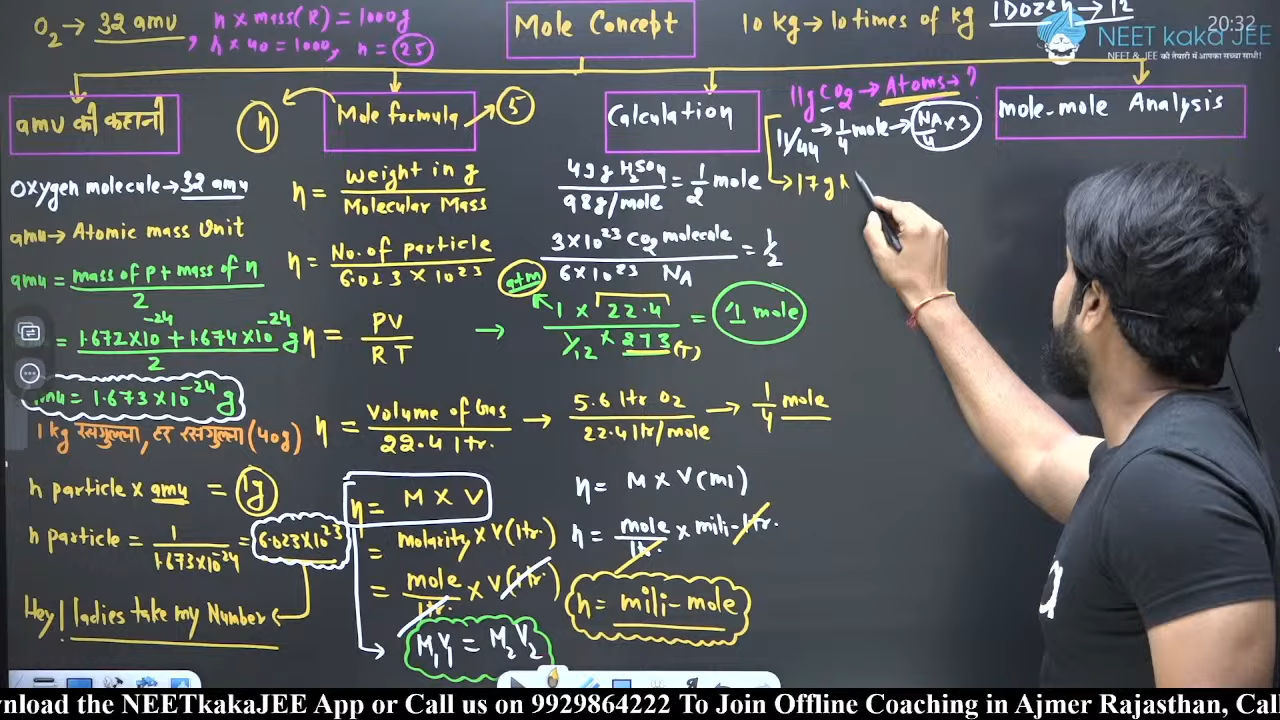 O₂ → 32 amu
, n × mass(R) = 1000g
n × 40 = 1000, n = 25
Mole Concept
10 kg → 10 times of kg
1 Dozen → 12
20:32
NEET kaka JEE
NEET & JEE की तैयारी में आपका सच्चा साथी!
amu की कहानी
η
Mole formula
5
Calculation
mole-mole Analysis
11g CO₂ → Atoms → ?
11/44 → 1/4 mole → NA/4 × 3
→ 17 g
Oxygen molecule → 32 amu
amu → Atomic mass Unit
amu = mass of p + mass of n / 2
= 1.672×10⁻²⁴ + 1.674×10⁻²⁴ g / 2
amu = 1.673×10⁻²⁴ g
1 kg रसगुल्ला, हर रसगुल्ला (40g)
n particle × amu = 1g
n particle = 1 / 1.673×10⁻²⁴ = 6.023×10²³
Hey! ladies take my Number
η = weight in g / Molecular Mass
η = No. of particle / 6.023 × 10²³
η = PV / RT →
η = Volume of Gas / 22.4 ltr. →
η = M × V
= molarity × V(ltr.)
= mole / ltr. × V(ltr.)
M₁V₁ = M₂V₂
49g H₂SO₄ / 98g/mole = 1/2 mole
3×10²³ CO₂ molecule / 6×10²³ NA = 1/2
atm
1 × 22.4 / 1/12 × 273 (T) = 1 mole
5.6 ltr O₂ / 22.4 ltr/mole → 1/4 mole
η = M × V(ml)
η = mole / ltr. × mili-ltr.
η = mili-mole
wnload the NEETkakaJEE App or Call us on 9929864222 To Join Offline Coaching in Ajmer Rajasthan, Cal